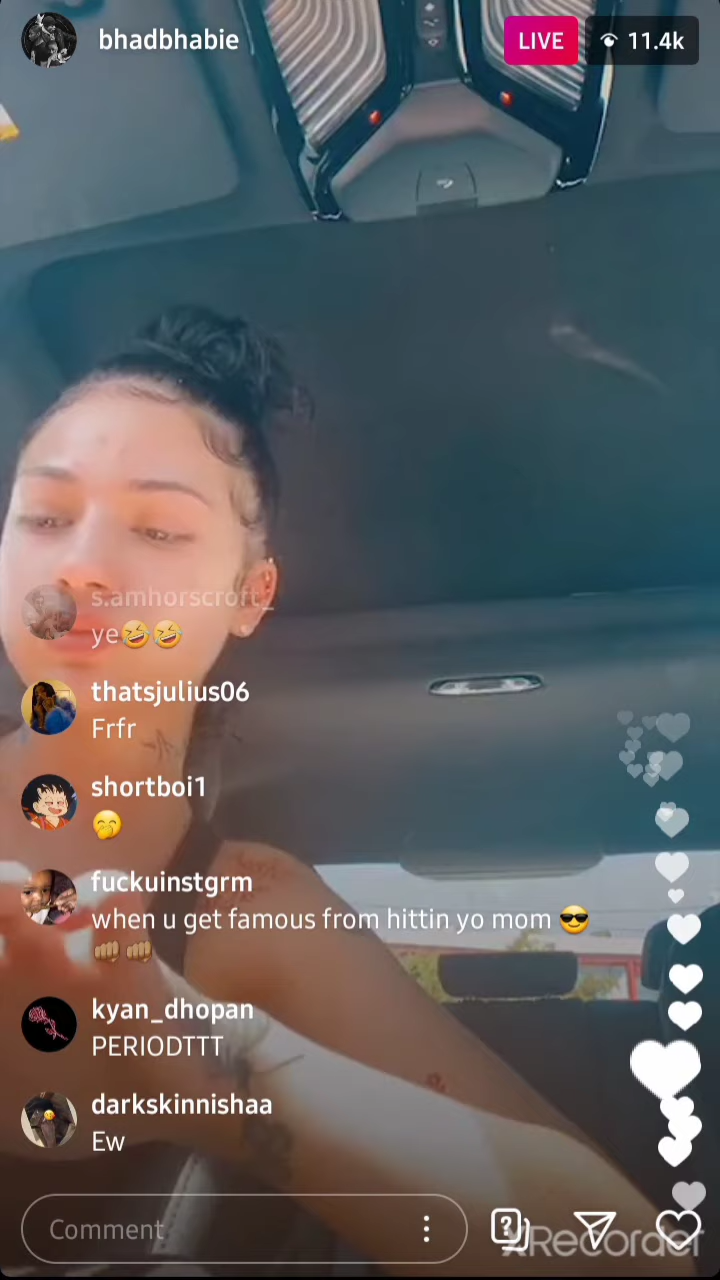 bhadbhabie
LIVE
11.4k
s.amhorscroft_
ye🤣🤣
thatsjulius06
Frfr
shortboi1
🤭
fuckuinstgrm
when u get famous from hittin yo mom 😎
👊🏽👊🏽
kyan_dhopan
PERIODTTT
darkskinnishaa
Ew
Comment
XRecorder